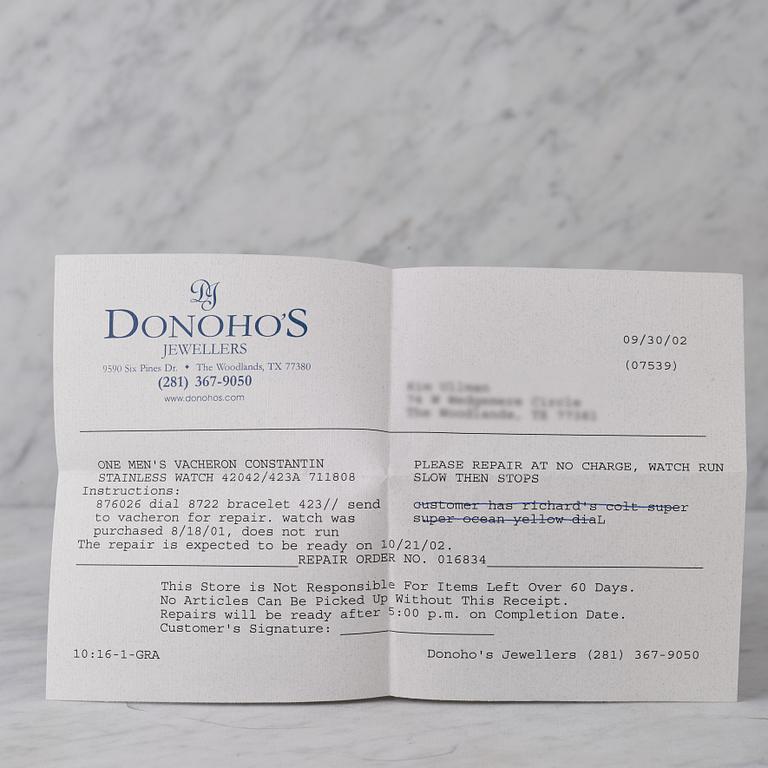 DJ
DONOHO'S
JEWELLERS
9590 Six Pines Dr. ♦ The Woodlands, TX 77380
(281) 367-9050
www.donohos.com
09/30/02
(07539)
The Woodlands, TX
ONE MEN'S VACHERON CONSTANTIN
STAINLESS WATCH 42042/423A 711808
Instructions:
876026 dial 8722 bracelet 423// send
to vacheron for repair. watch was
purchased 8/18/01, does not run
PLEASE REPAIR AT NO CHARGE, WATCH RUN
SLOW THEN STOPS
customer has richard's colt super
super ocean yellow diaL
The repair is expected to be ready on 10/21/02.
REPAIR ORDER NO. 016834
This Store is Not Responsible For Items Left Over 60 Days.
No Articles Can Be Picked Up Without This Receipt.
Repairs will be ready after 5:00 p.m. on Completion Date.
Customer's Signature:
10:16-1-GRA
Donoho's Jewellers (281) 367-9050